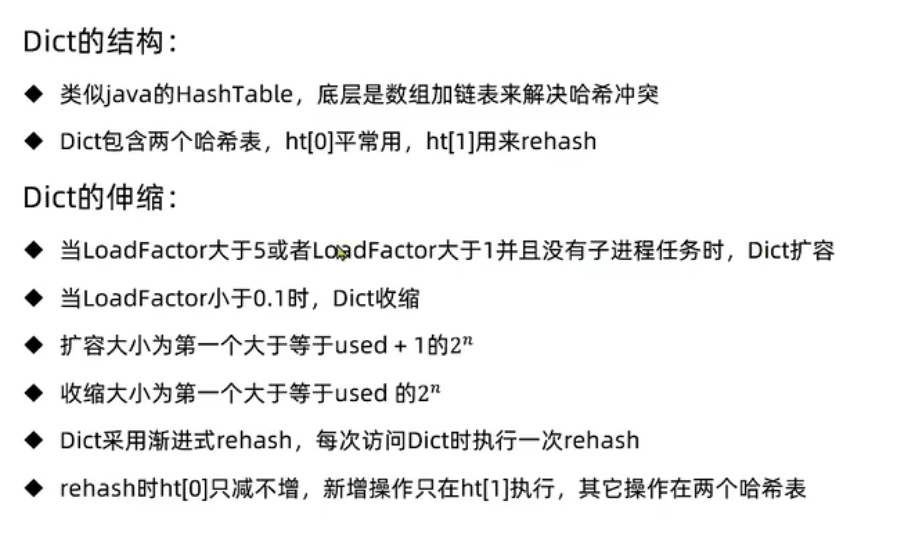 Dict的结构：
◆ 类似java的HashTable，底层是数组加链表来解决哈希冲突
◆ Dict包含两个哈希表，ht[0]平常用，ht[1]用来rehash
Dict的伸缩：
◆ 当LoadFactor大于5或者LoadFactor大于1并且没有子进程任务时，Dict扩容
◆ 当LoadFactor小于0.1时，Dict收缩
◆ 扩容大小为第一个大于等于used + 1的2ⁿ
◆ 收缩大小为第一个大于等于used 的2ⁿ
◆ Dict采用渐进式rehash，每次访问Dict时执行一次rehash
◆ rehash时ht[0]只减不增，新增操作只在ht[1]执行，其它操作在两个哈希表